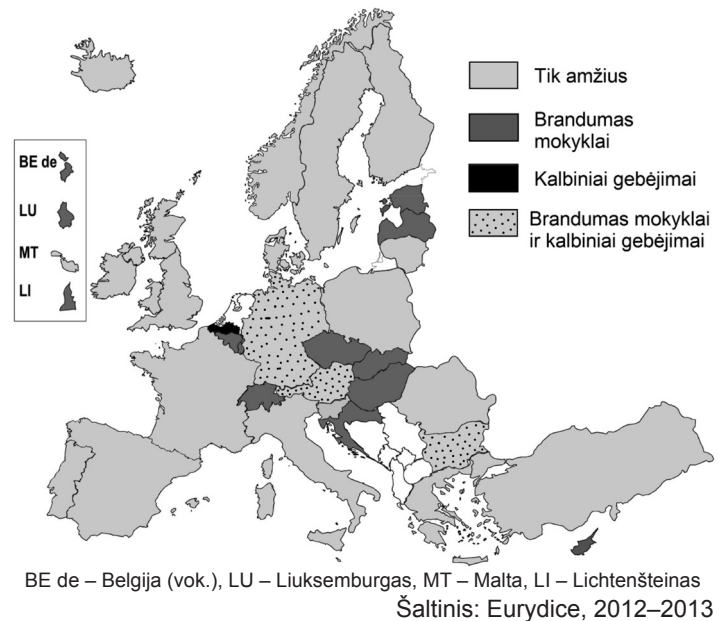 Tik amžius
Brandumas
mokyklai
Kalbiniai gebėjimai
Brandumas mokyklai
ir kalbiniai gebėjimai
BE de
LU
MT
LI
BE de – Belgija (vok.), LU – Liuksemburgas, MT – Malta, LI – Lichtenšteinas
Šaltinis: Eurydice, 2012–2013